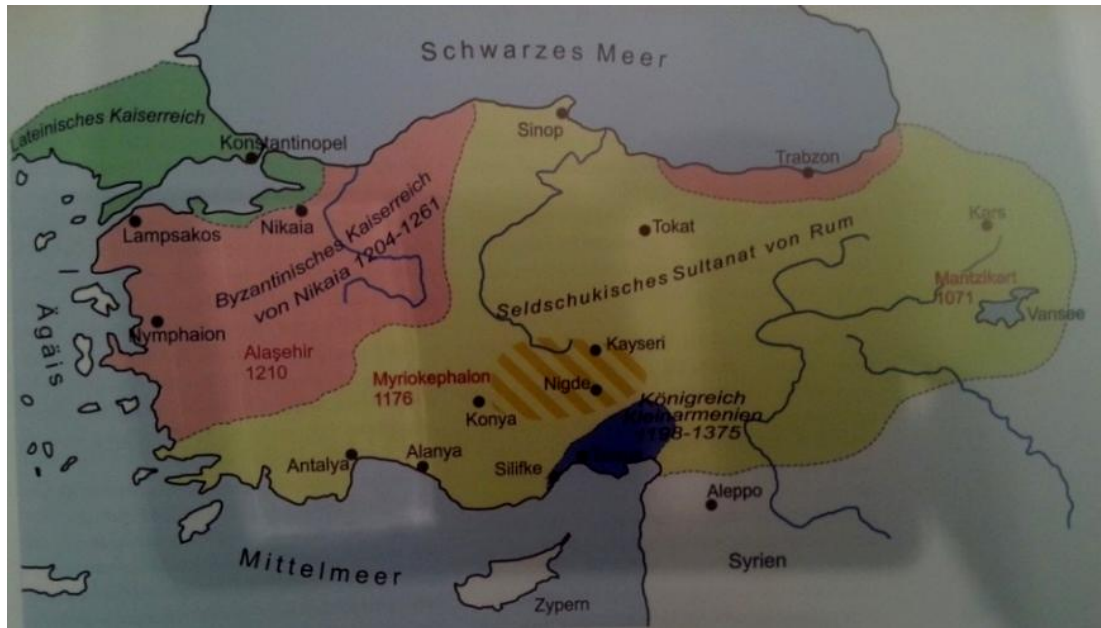 Schwarzes Meer
Lateinisches Kaiserreich
Konstantinopel
Sinop
Trabzon
Lampsakos
Nikaia
Byzantinisches Kaiserreich
von Nikaia 1204-1261
Tokat
Kars
Seldschukisches Sultanat von Rum
Mantzikart
1071
Vansee
Ägäis
Nymphaion
Alaşehir
1210
Myriokephalon
1176
Kayseri
Nigde
Konya
Königreich
Kleinarmenien
1198-1375
Antalya
Alanya
Silifke
Aleppo
Mittelmeer
Zypern
Syrien